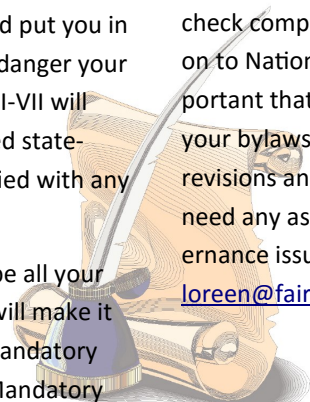 d put you in
danger your
I-VII will
ed state-
ied with any
be all your
will make it
andatory
Mandatory
check comp
on to Nation
portant that
your bylaws
revisions an
need any as
ernance issu
loreen@fair